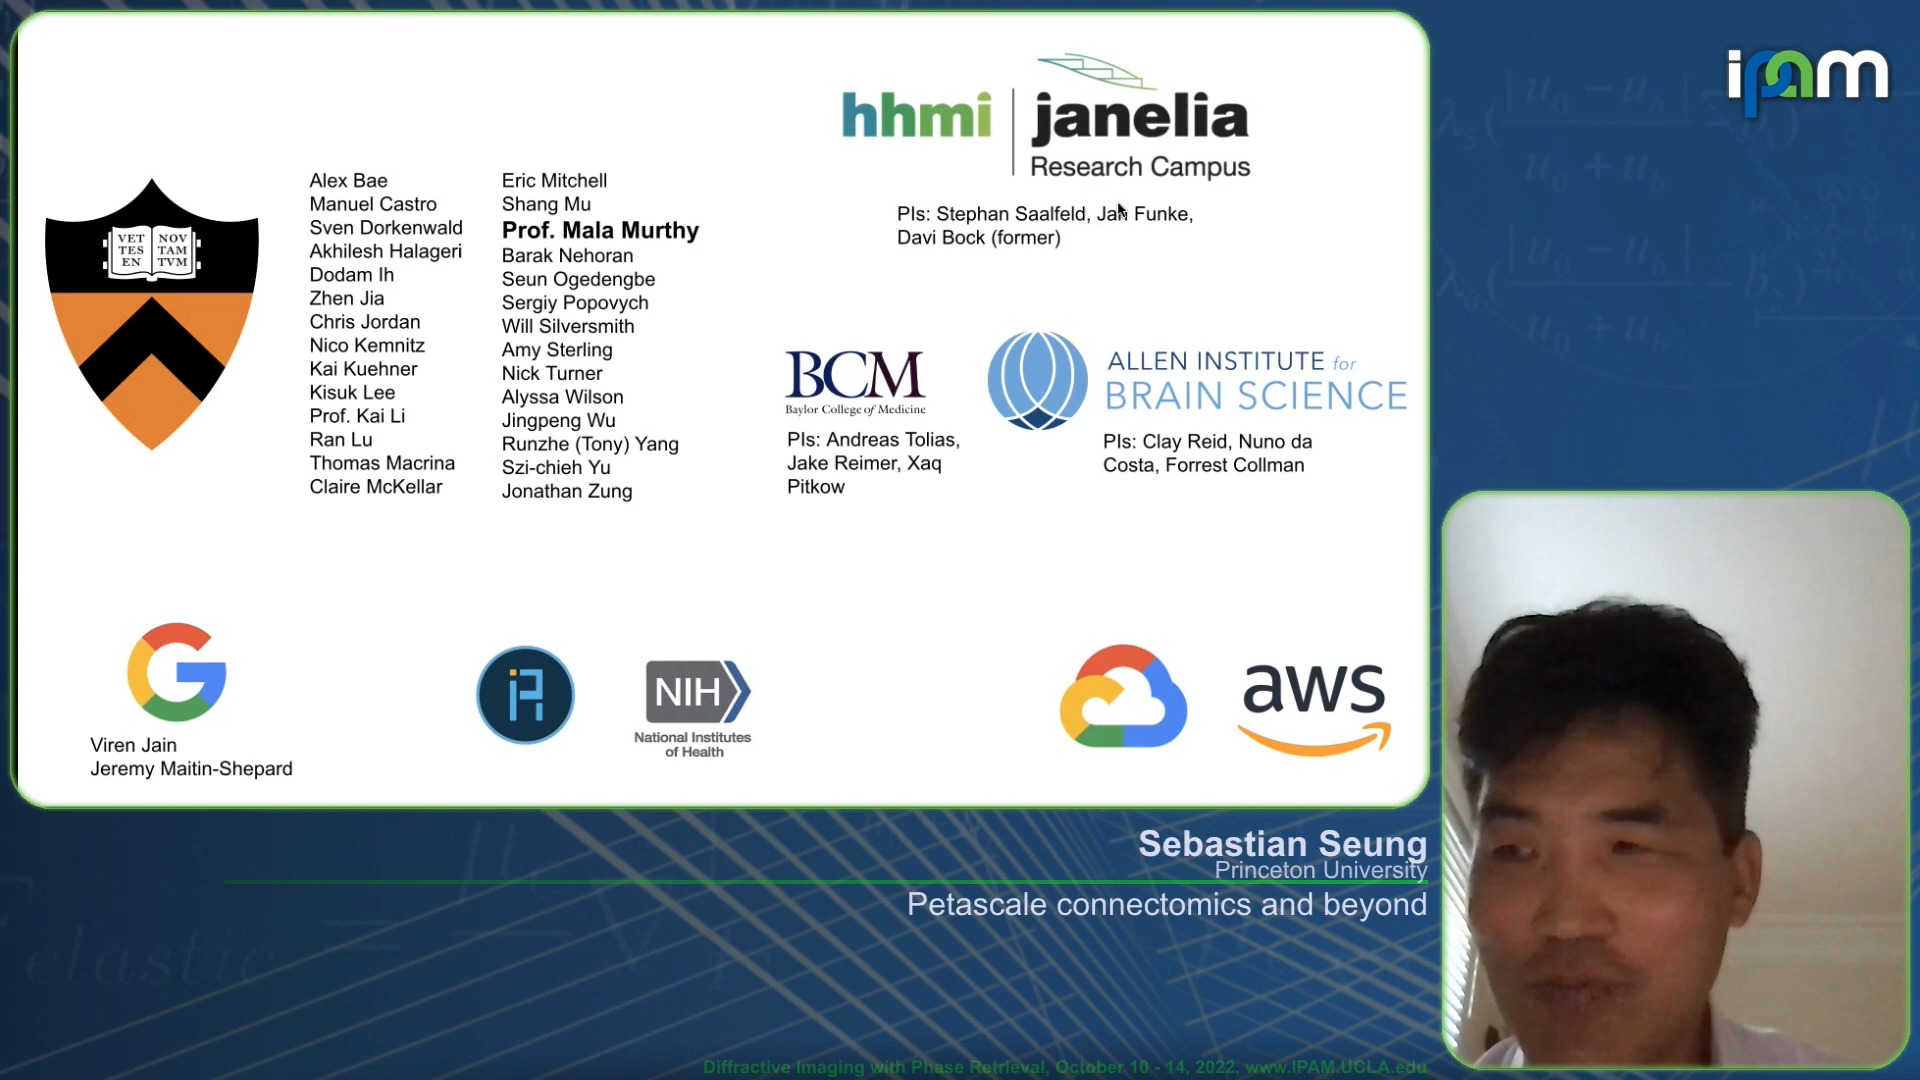 ipam
hhmi
janelia
Research Campus
PIs: Stephan Saalfeld, Jan Funke,
Davi Bock (former)
VET NOV
TES TAM
EN TVM
Alex Bae
Manuel Castro
Sven Dorkenwald
Akhilesh Halageri
Dodam Ih
Zhen Jia
Chris Jordan
Nico Kemnitz
Kai Kuehner
Kisuk Lee
Prof. Kai Li
Ran Lu
Thomas Macrina
Claire McKellar
Eric Mitchell
Shang Mu
Prof. Mala Murthy
Barak Nehoran
Seun Ogedengbe
Sergiy Popovych
Will Silversmith
Amy Sterling
Nick Turner
Alyssa Wilson
Jingpeng Wu
Runzhe (Tony) Yang
Szi-chieh Yu
Jonathan Zung
BCM
Baylor College of Medicine
PIs: Andreas Tolias,
Jake Reimer, Xaq
Pitkow
ALLEN INSTITUTE for
BRAIN SCIENCE
PIs: Clay Reid, Nuno da
Costa, Forrest Collman
G
Viren Jain
Jeremy Maitin-Shepard
NIH
National Institutes
of Health
aws
Sebastian Seung
Princeton University
Petascale connectomics and beyond
elastic =
Diffractive Imaging with Phase Retrieval, October 10 - 14, 2022, www.IPAM.UCLA.edu